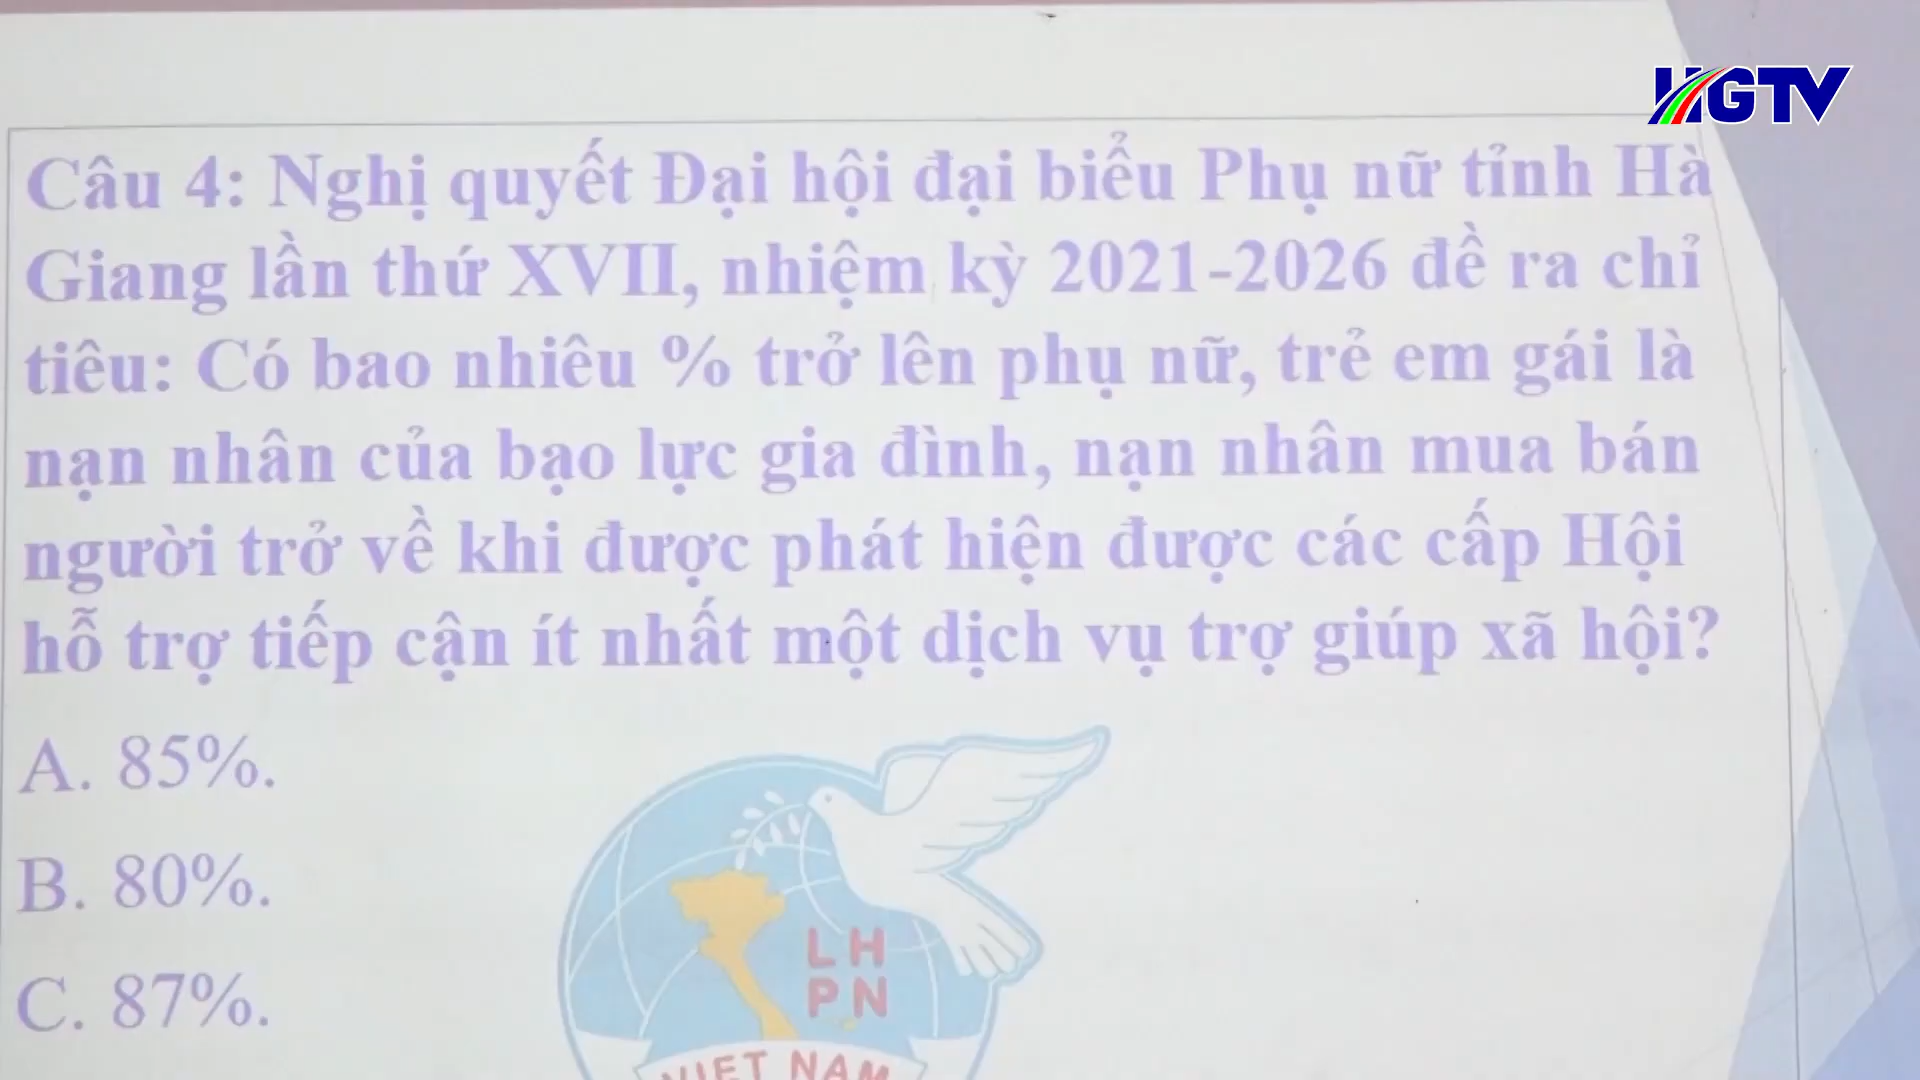 HGTV
Câu 4: Nghị quyết Đại hội đại biểu Phụ nữ tỉnh Hà
Giang lần thứ XVII, nhiệm kỳ 2021-2026 đề ra chỉ
tiêu: Có bao nhiêu % trở lên phụ nữ, trẻ em gái là
nạn nhân của bạo lực gia đình, nạn nhân mua bán
người trở về khi được phát hiện được các cấp Hội
hỗ trợ tiếp cận ít nhất một dịch vụ trợ giúp xã hội?
A. 85%.
B. 80%.
C. 87%.
LH
PN
VIET NAM